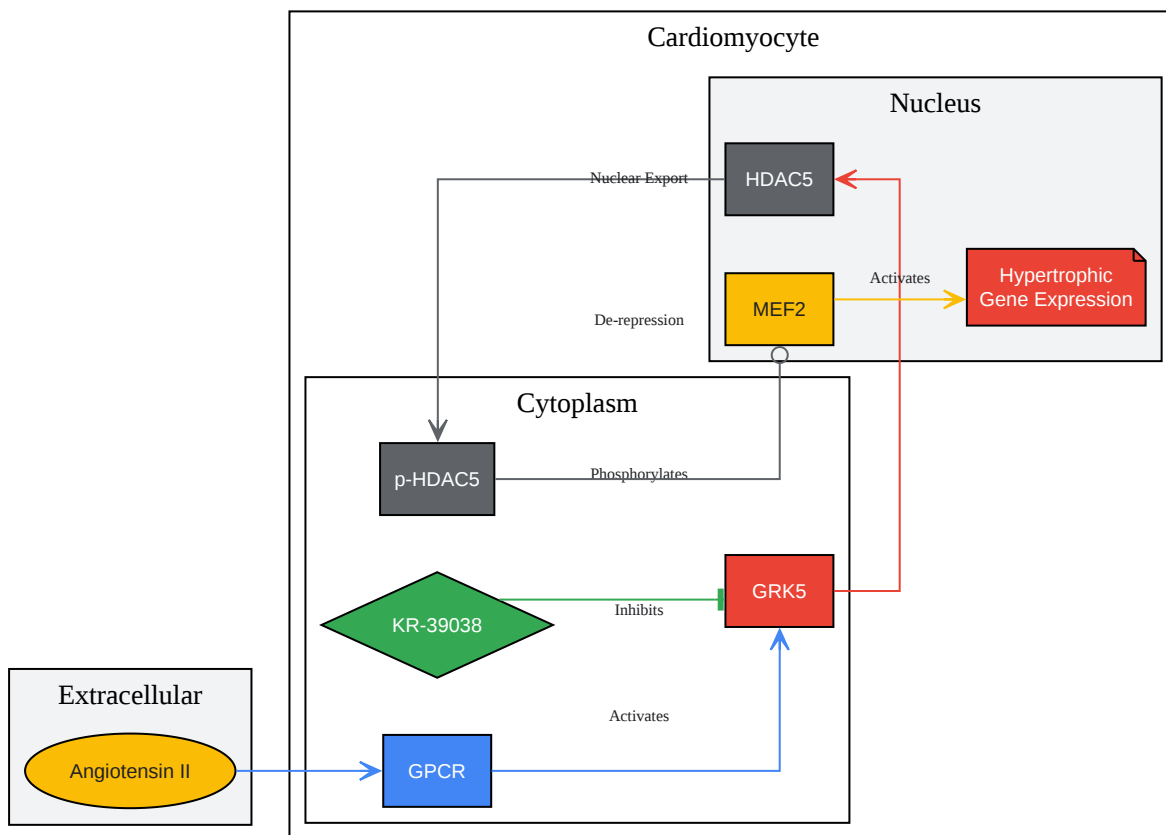 Cardiomyocyte
Nucleus
HDAC5
Nuclear Export
Hypertrophic
Gene Expression
Activates
MEF2
De-repression
Cytoplasm
p-HDAC5
Phosphorylates
GRK5
Inhibits
KR-39038
Extracellular
Activates
Angiotensin II
GPCR